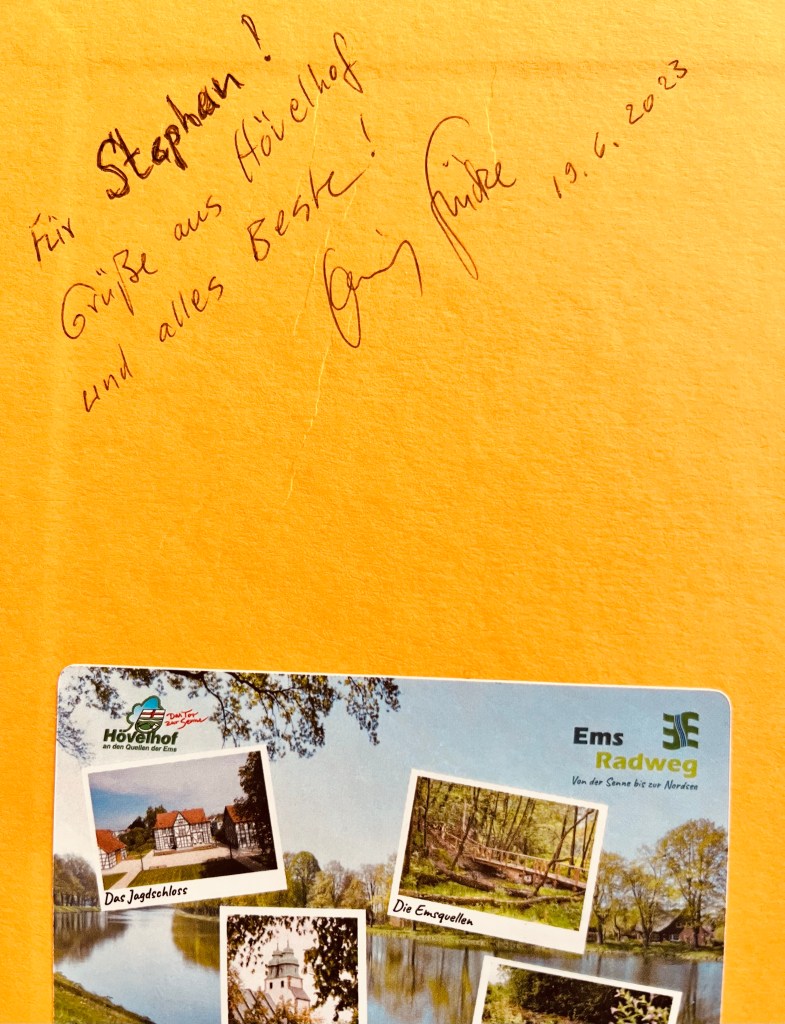 Für Stephan!
Grüße aus Hövelhof
und alles Beste!
19.6.2023
Das Tor
zur Senne
Hövelhof
an den Quellen der Ems
Ems
Radweg
Von der Senne bis zur Nordsee
Das Jagdschloss
Die Emsquellen